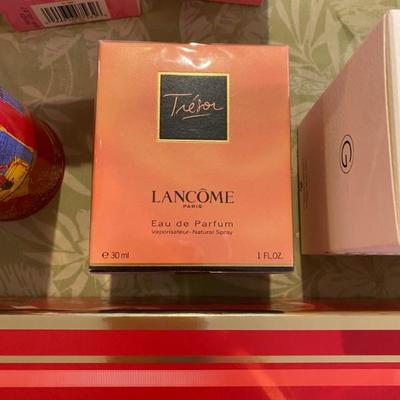 Trésor
LANCÔME
PARIS
Eau de Parfum
Vaporisateur-Natural Spray
e 30 ml
1 FL.OZ.
G